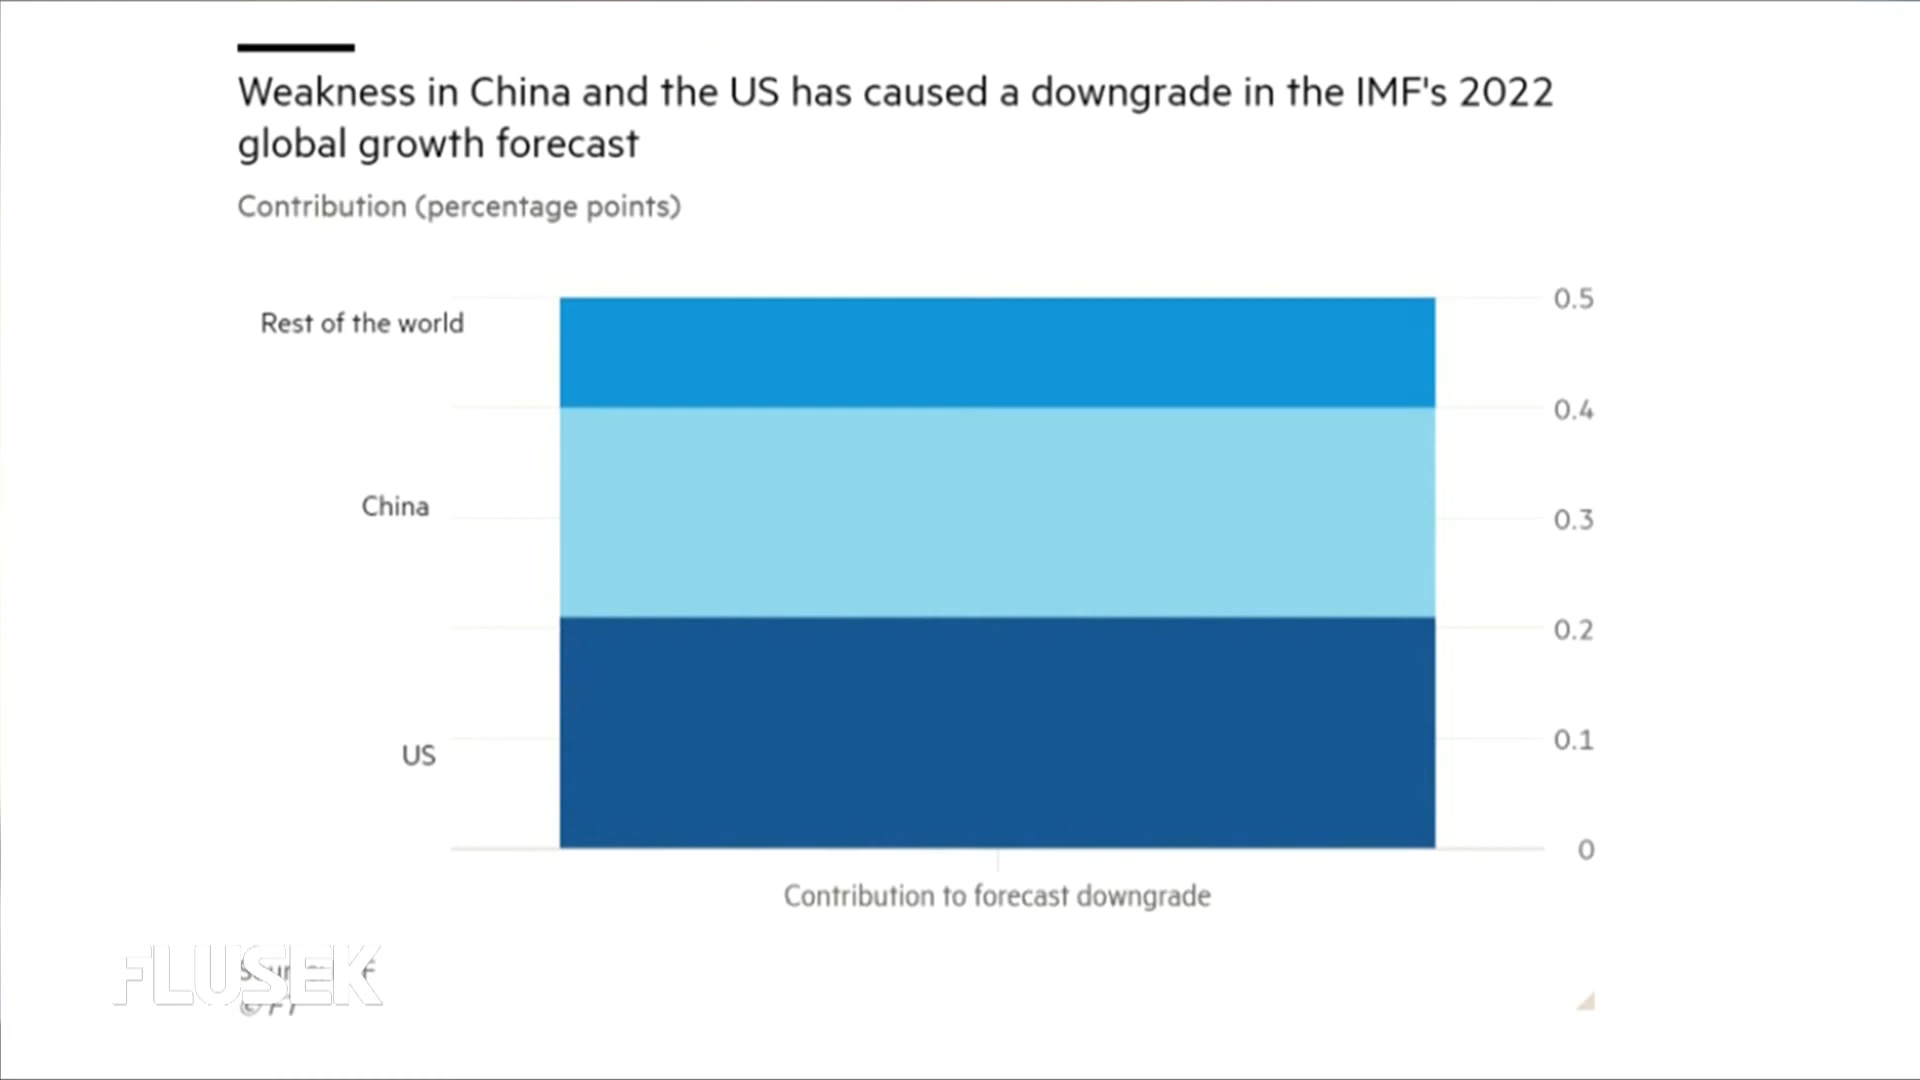 Weakness in China and the US has caused a downgrade in the IMF's 2022
global growth forecast
Contribution (percentage points)
Rest of the world
0.5
0.4
China
0.3
0.2
US
0.1
0
Contribution to forecast downgrade
FLUSEK
© FT